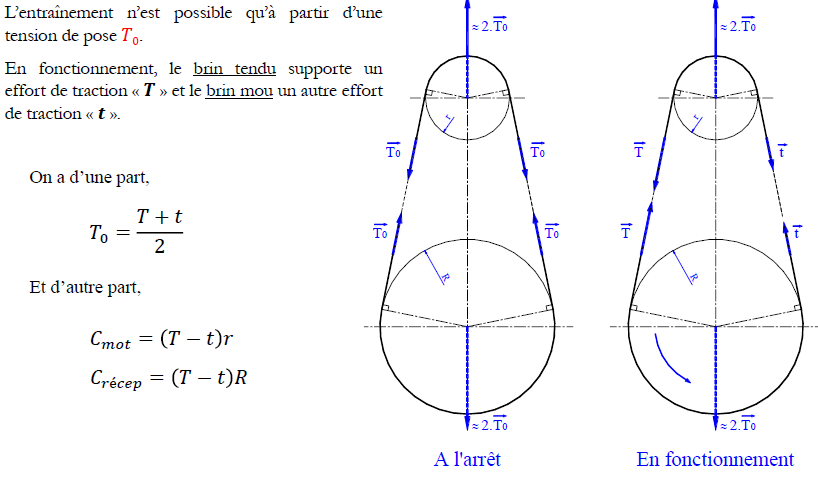 L’entraînement n’est possible qu’à partir d’une
tension de pose T₀.
En fonctionnement, le brin tendu supporte un
effort de traction « T » et le brin mou un autre effort
de traction « t ».
On a d’une part,
T₀ = (T + t) / 2
Et d’autre part,
C_mot = (T − t)r
C_récep = (T − t)R
≈ 2.T₀
r
T₀
T₀
T₀
T₀
R
≈ 2.T₀
A l'arrêt
≈ 2.T₀
r
T
t
T
t
R
≈ 2.T₀
En fonctionnement